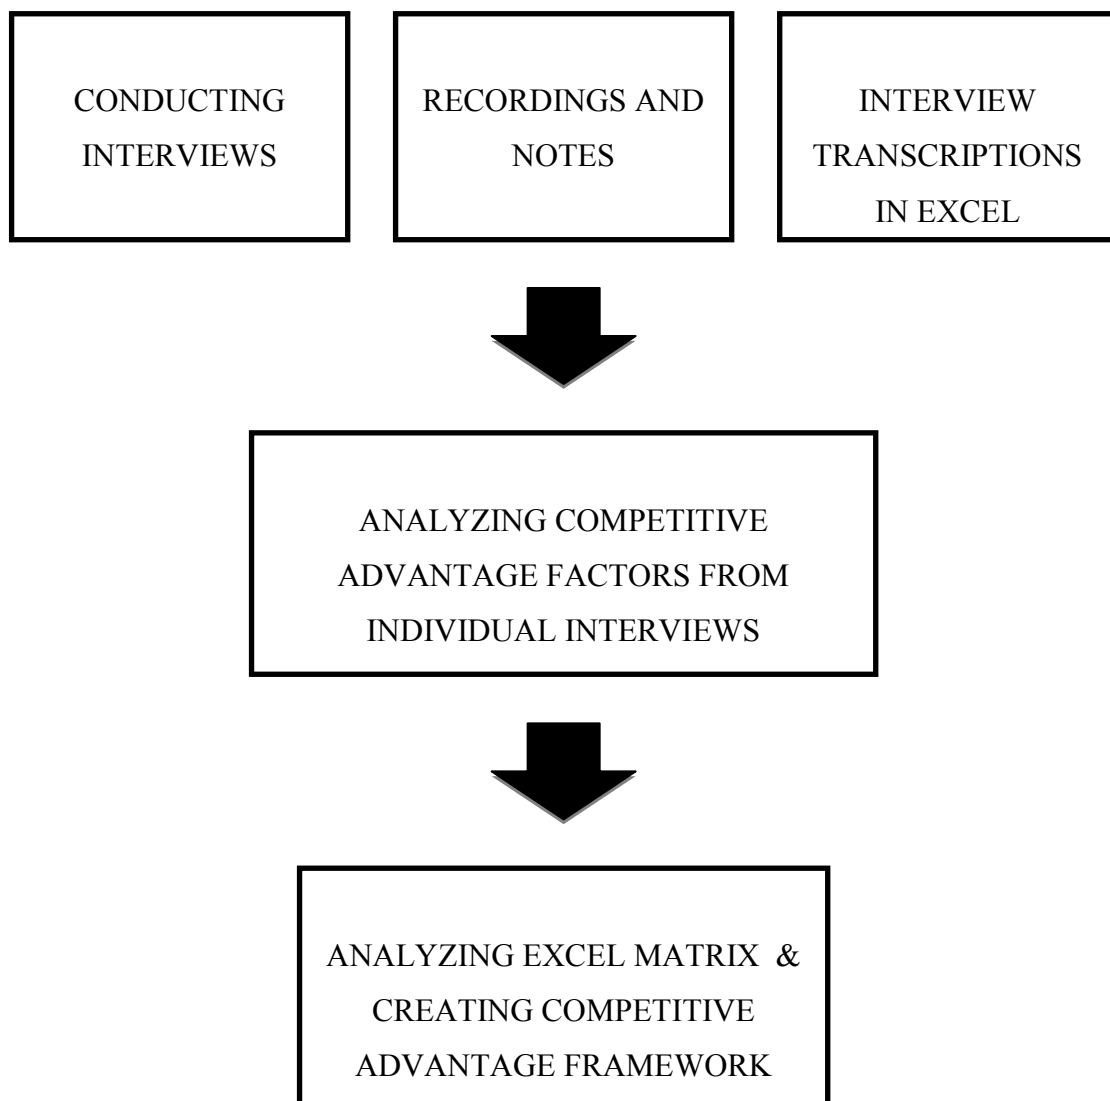 CONDUCTING
INTERVIEWS
RECORDINGS AND
NOTES
INTERVIEW
TRANSCRIPTIONS
IN EXCEL
ANALYZING COMPETITIVE
ADVANTAGE FACTORS FROM
INDIVIDUAL INTERVIEWS
ANALYZING EXCEL MATRIX &
CREATING COMPETITIVE
ADVANTAGE FRAMEWORK